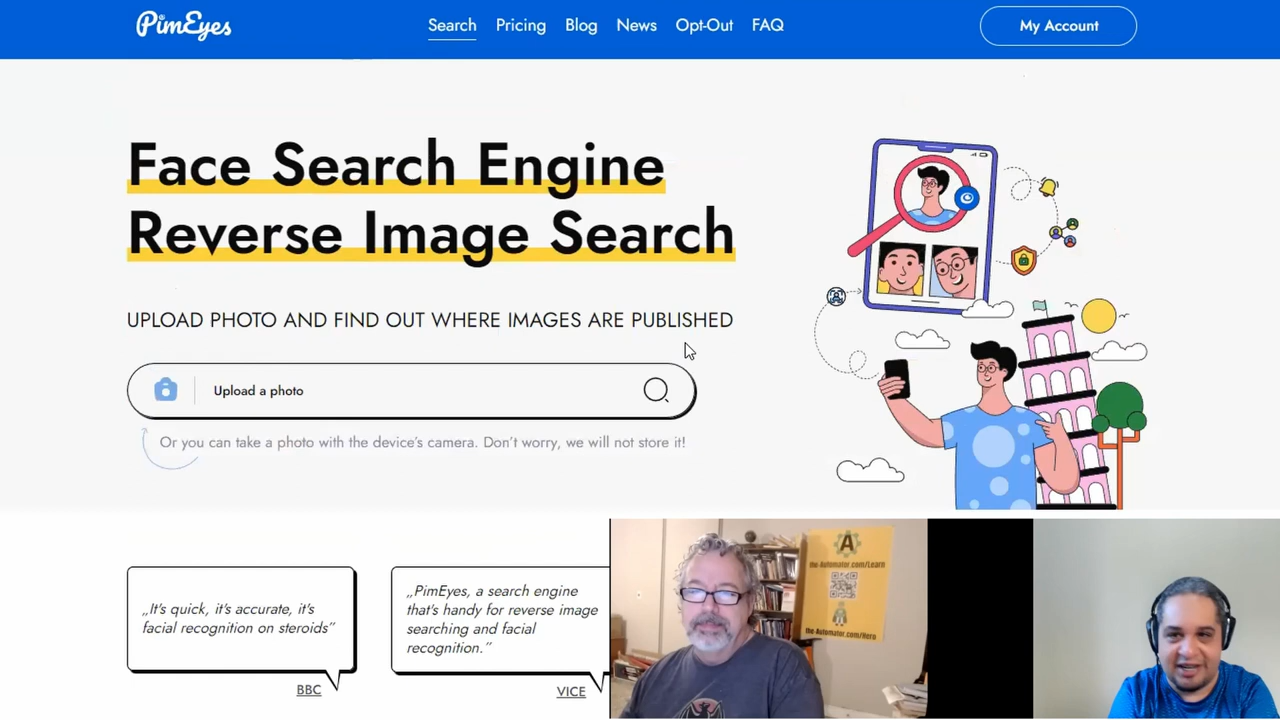 PimEyes
Search Pricing Blog News Opt-Out FAQ
My Account
Face Search Engine
Reverse Image Search
UPLOAD PHOTO AND FIND OUT WHERE IMAGES ARE PUBLISHED
Upload a photo
Or you can take a photo with the device's camera. Don't worry, we will not store it!
„It's quick, it's accurate, it's
facial recognition on steroids”
BBC
„PimEyes, a search engine
that's handy for reverse image
searching and facial
recognition.”
VICE
A
the-Automator.com/Learn
the-Automator.com/Hero